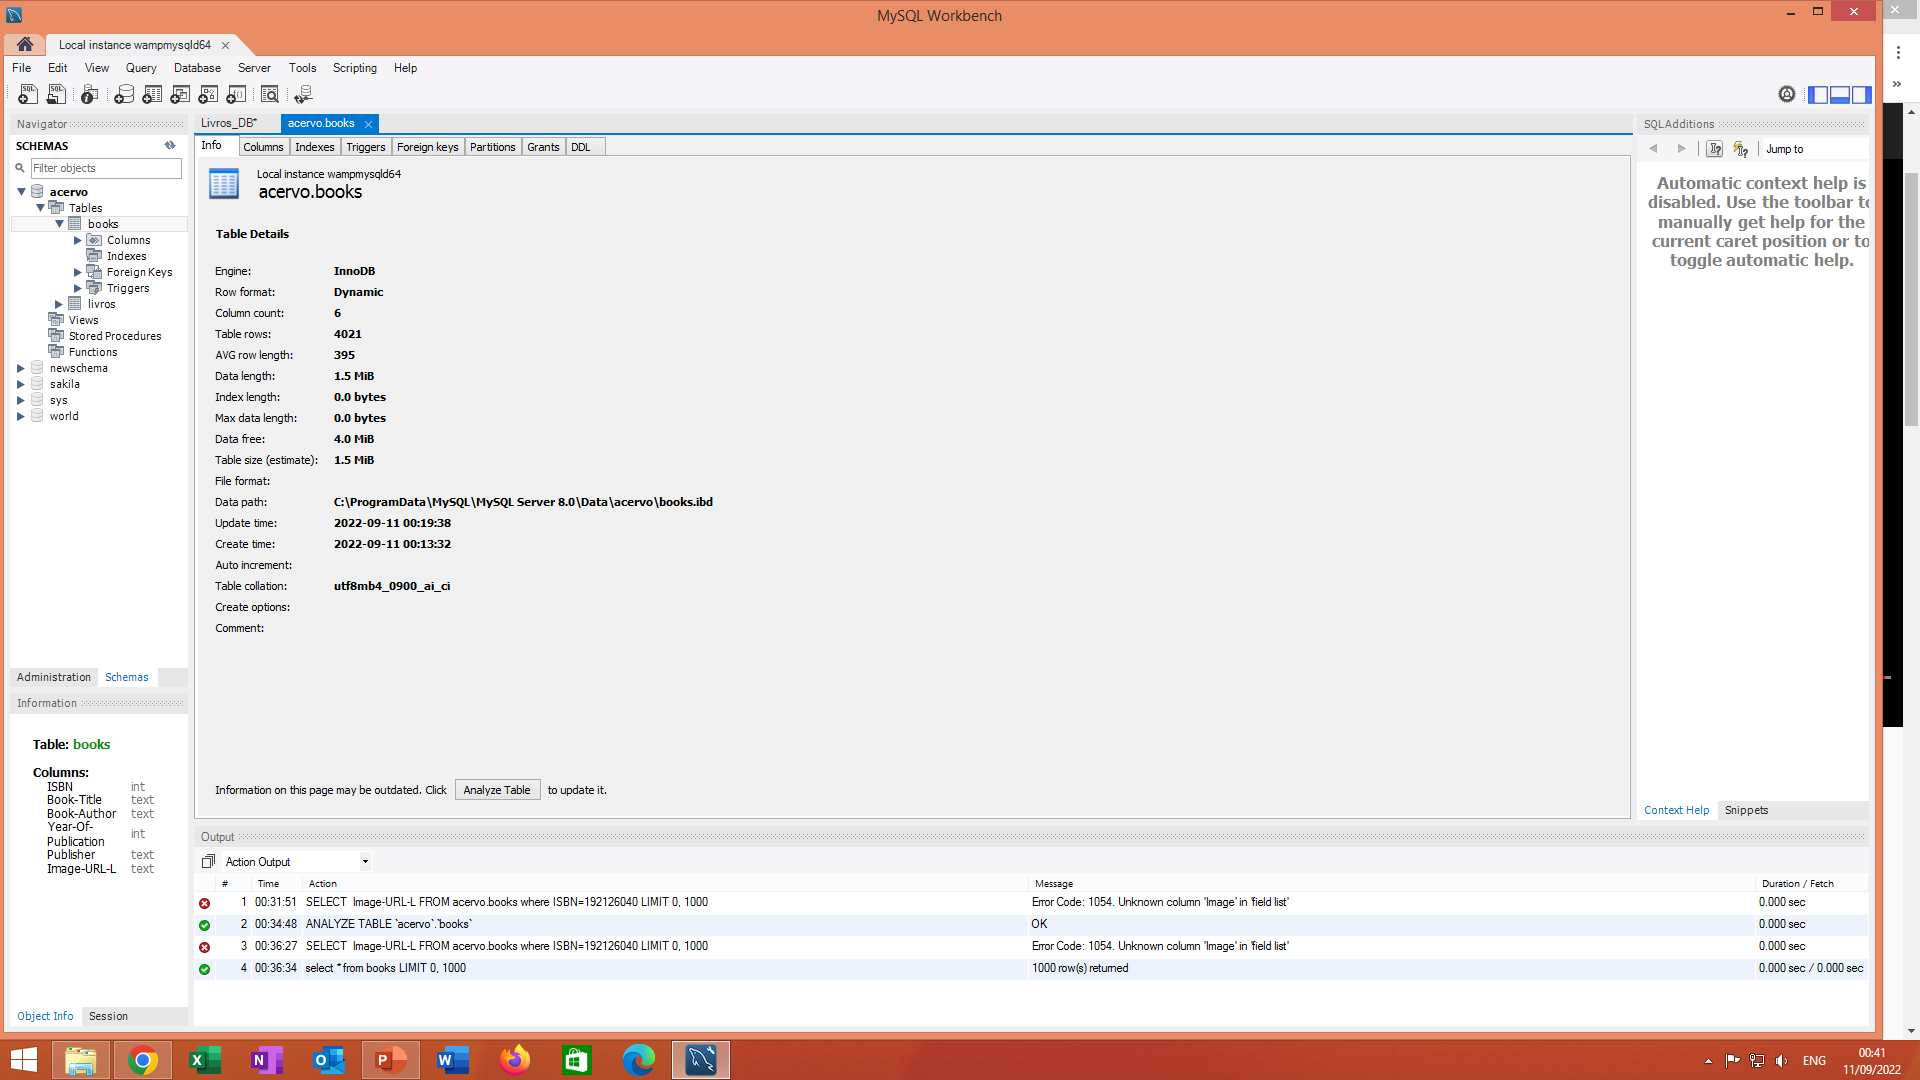 MySQL Workbench
Local instance wampmysqld64
File Edit View Query Database Server Tools Scripting Help
Navigator
SCHEMAS
Filter objects
acervo
Tables
books
Columns
Indexes
Foreign Keys
Triggers
livros
Views
Stored Procedures
Functions
newschema
sakila
sys
world
Administration Schemas
Information
Table: books
Columns:
ISBN int
Book-Title text
Book-Author text
Year-Of-
Publication int
Publisher text
Image-URL-L text
Object Info Session
Livros_DB* acervo.books
Info Columns Indexes Triggers Foreign keys Partitions Grants DDL
Local instance wampmysqld64
acervo.books
Table Details
Engine: InnoDB
Row format: Dynamic
Column count: 6
Table rows: 4021
AVG row length: 395
Data length: 1.5 MiB
Index length: 0.0 bytes
Max data length: 0.0 bytes
Data free: 4.0 MiB
Table size (estimate): 1.5 MiB
File format:
Data path: C:\ProgramData\MySQL\MySQL Server 8.0\Data\acervo\books.ibd
Update time: 2022-09-11 00:19:38
Create time: 2022-09-11 00:13:32
Auto increment:
Table collation: utf8mb4_0900_ai_ci
Create options:
Comment:
Information on this page may be outdated. Click Analyze Table to update it.
SQLAdditions
Jump to
Automatic context help is
disabled. Use the toolbar to
manually get help for the
current caret position or to
toggle automatic help.
Context Help Snippets
Output
Action Output
# Time Action Message Duration / Fetch
1 00:31:51 SELECT Image-URL-L FROM acervo.books where ISBN=192126040 LIMIT 0, 1000 Error Code: 1054. Unknown column 'Image' in 'field list' 0.000 sec
2 00:34:48 ANALYZE TABLE `acervo`.`books` OK 0.000 sec
3 00:36:27 SELECT Image-URL-L FROM acervo.books where ISBN=192126040 LIMIT 0, 1000 Error Code: 1054. Unknown column 'Image' in 'field list' 0.000 sec
4 00:36:34 select * from books LIMIT 0, 1000 1000 row(s) returned 0.000 sec / 0.000 sec
ENG
00:41
11/09/2022